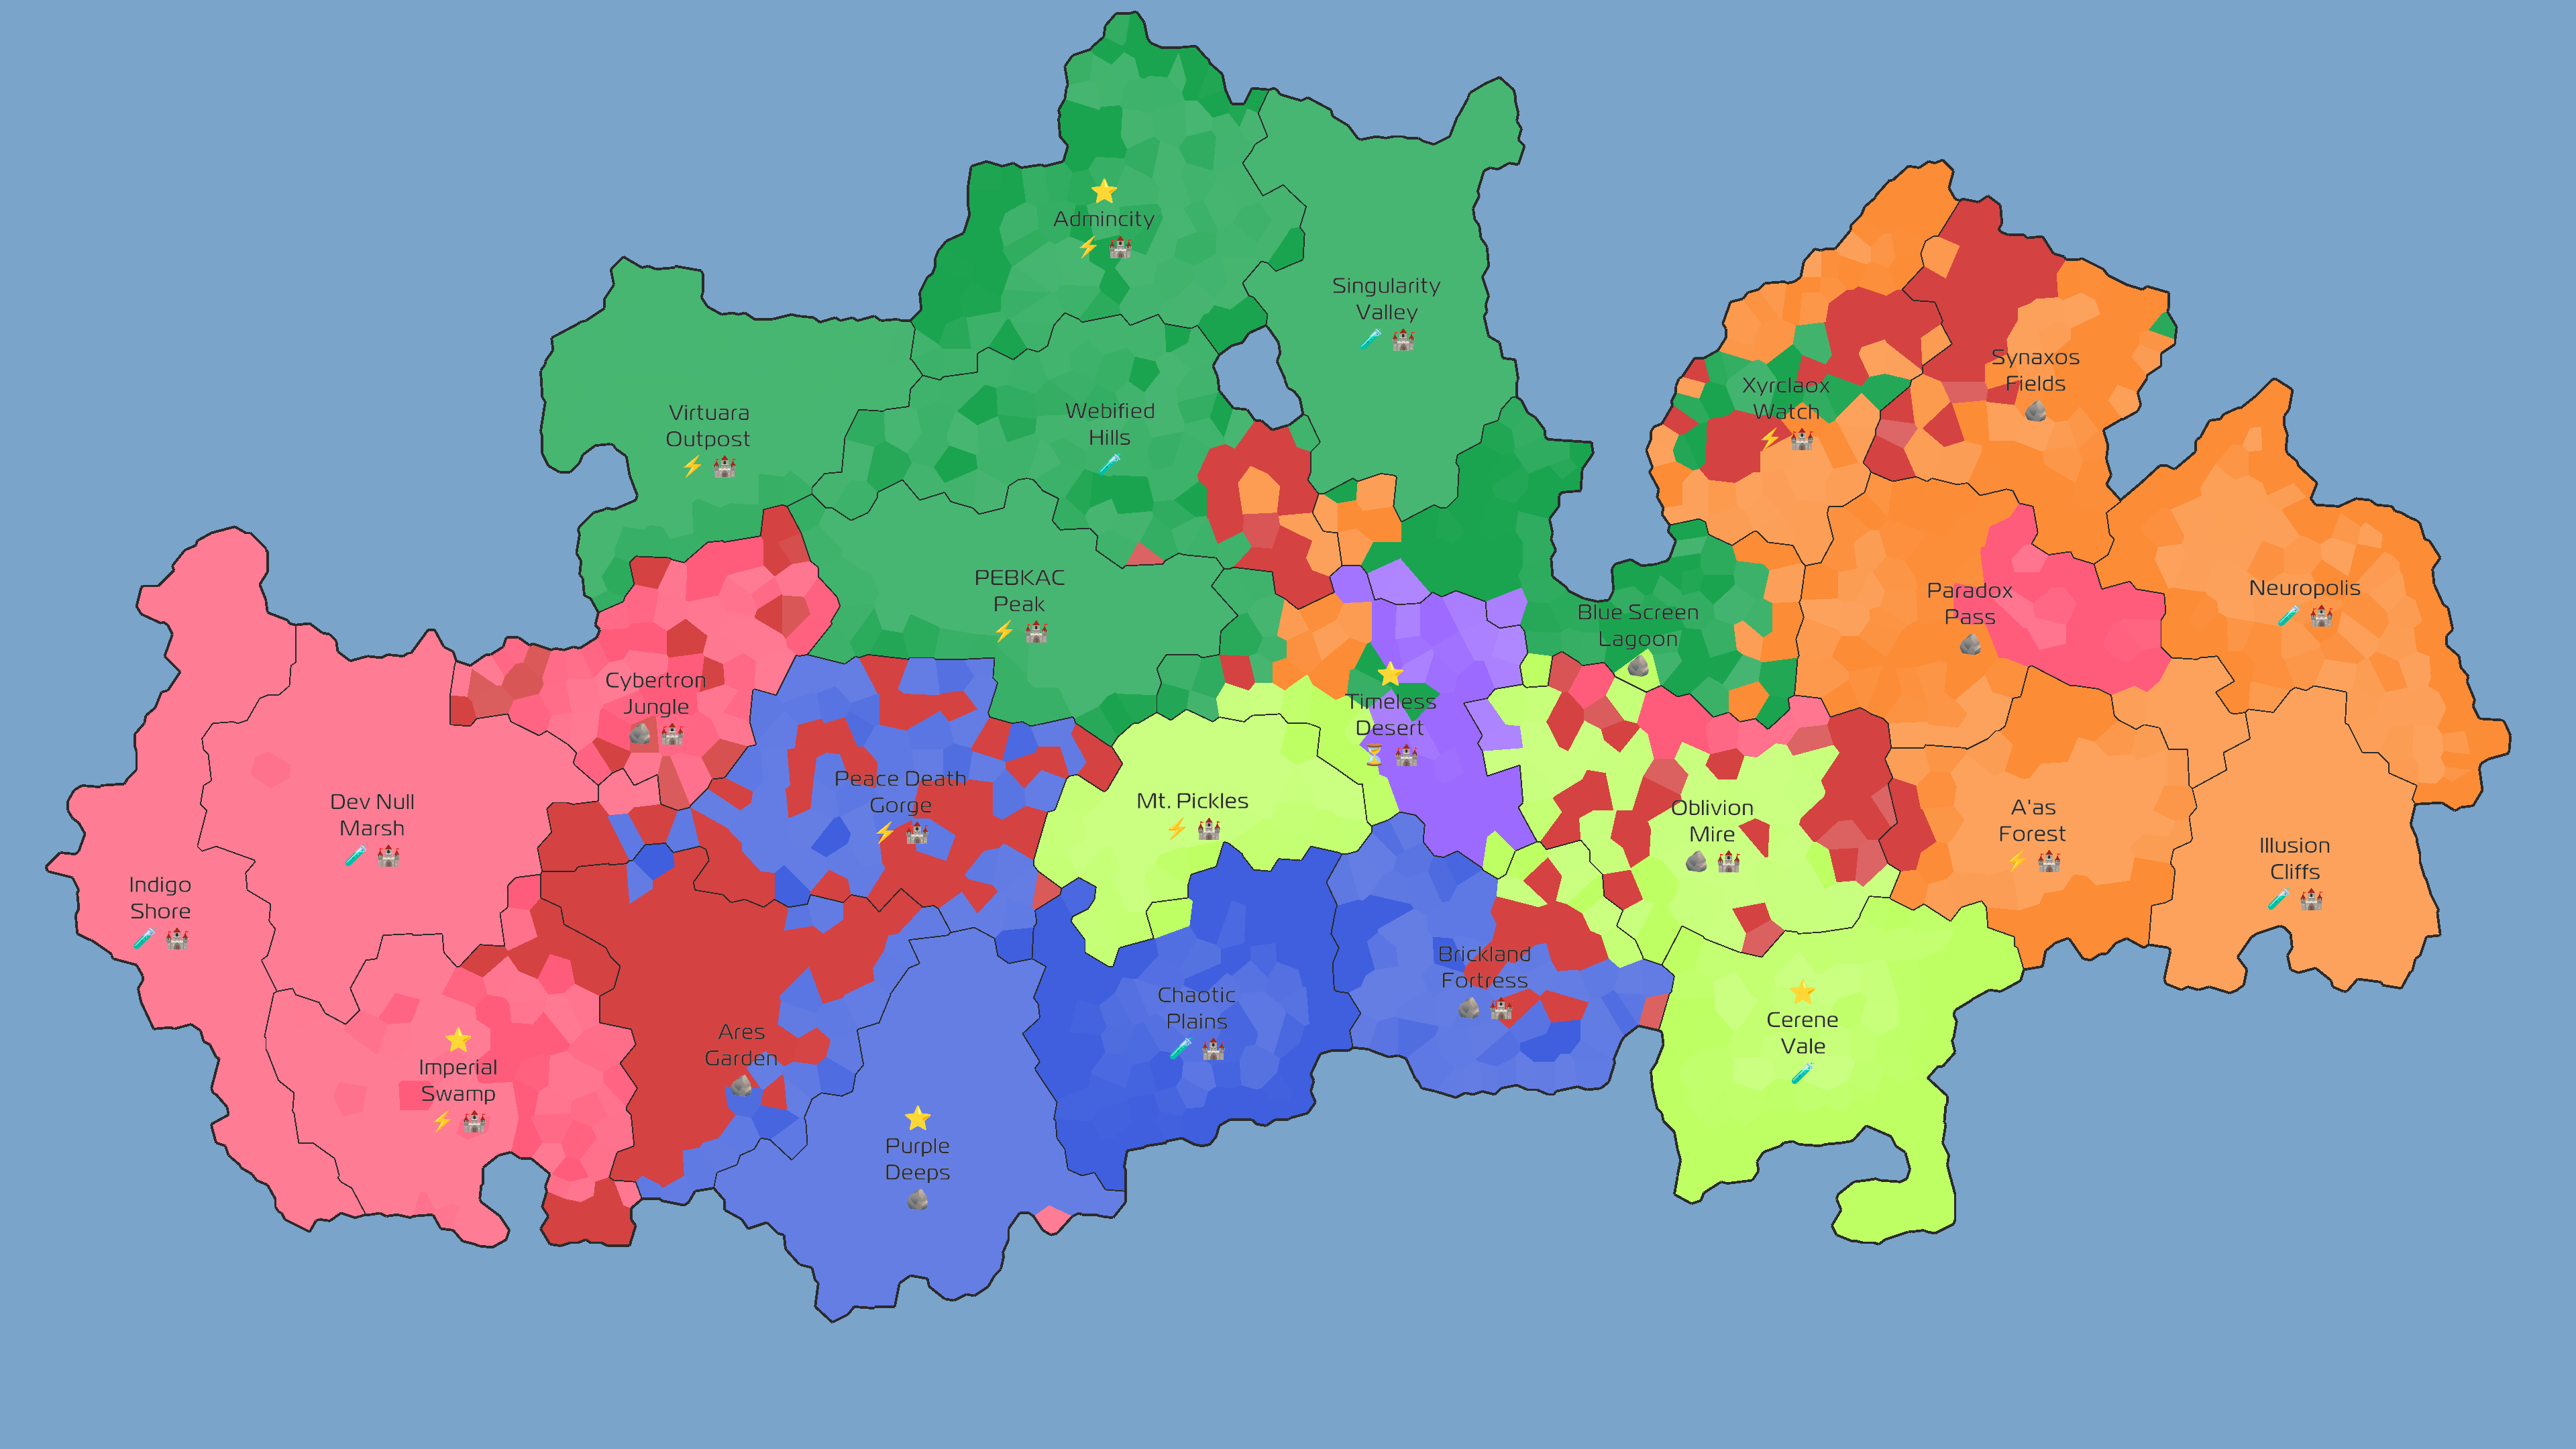 Admincity
Singularity
Valley
Virtuara
Outpost
Webified
Hills
Xyrclaox
Watch
Synaxos
Fields
PEBKAC
Peak
Blue Screen
Lagoon
Paradox
Pass
Neuropolis
Cybertron
Jungle
Timeless
Desert
Dev Null
Marsh
Peace Death
Gorge
Mt. Pickles
Oblivion
Mire
A'as
Forest
Illusion
Cliffs
Indigo
Shore
Brickland
Fortress
Chaotic
Plains
Cerene
Vale
Ares
Garden
Imperial
Swamp
Purple
Deeps